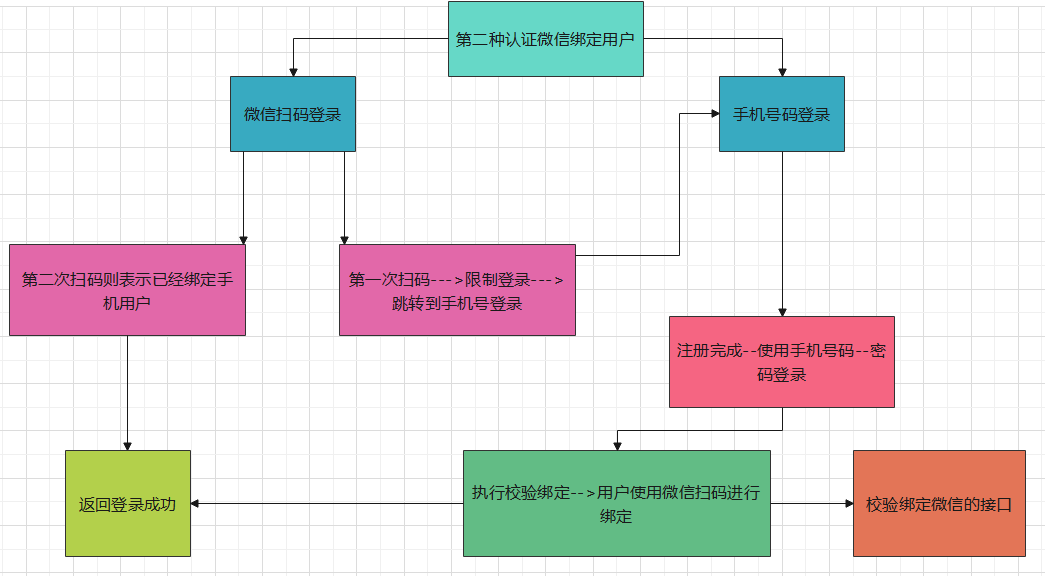 第二种认证微信绑定用户
微信扫码登录
手机号码登录
第二次扫码则表示已经绑定手
机用户
第一次扫码--->限制登录--->
跳转到手机号登录
注册完成--使用手机号码--密
码登录
返回登录成功
执行校验绑定-->用户使用微信扫码进行
绑定
校验绑定微信的接口